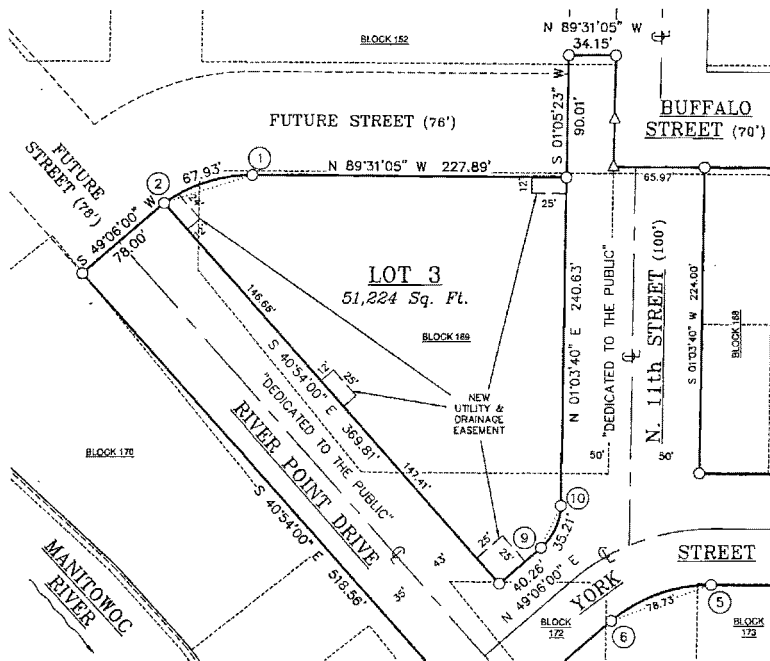 N 89°31'05" W
34.15'
BLOCK 152
S 01°05'23" W
90.01'
BUFFALO
STREET (70')
FUTURE STREET (76')
FUTURE
STREET (78')
67.93'
1
N 89°31'05" W 227.89'
2
12'
25'
65.97
S 49°06'00" W
78.00'
24'
12'
LOT 3
51,224 Sq. Ft.
BLOCK 169
N 01°03'40" E 240.63'
"DEDICATED TO THE PUBLIC"
N. 11th STREET (100')
S 01°03'40" W 224.00'
BLOCK 168
146.66'
S 40°54'00" E 369.81'
12'
25'
NEW
UTILITY &
DRAINAGE
EASEMENT
"DEDICATED TO THE PUBLIC"
RIVER POINT DRIVE
BLOCK 170
147.41'
50'
50'
S 40°54'00" E 518.56'
10
35.21'
9
25'
25'
40.26'
N 49°06'00" E
43'
35'
MANITOWOC
RIVER
YORK STREET
78.73'
5
6
BLOCK
172
BLOCK
173